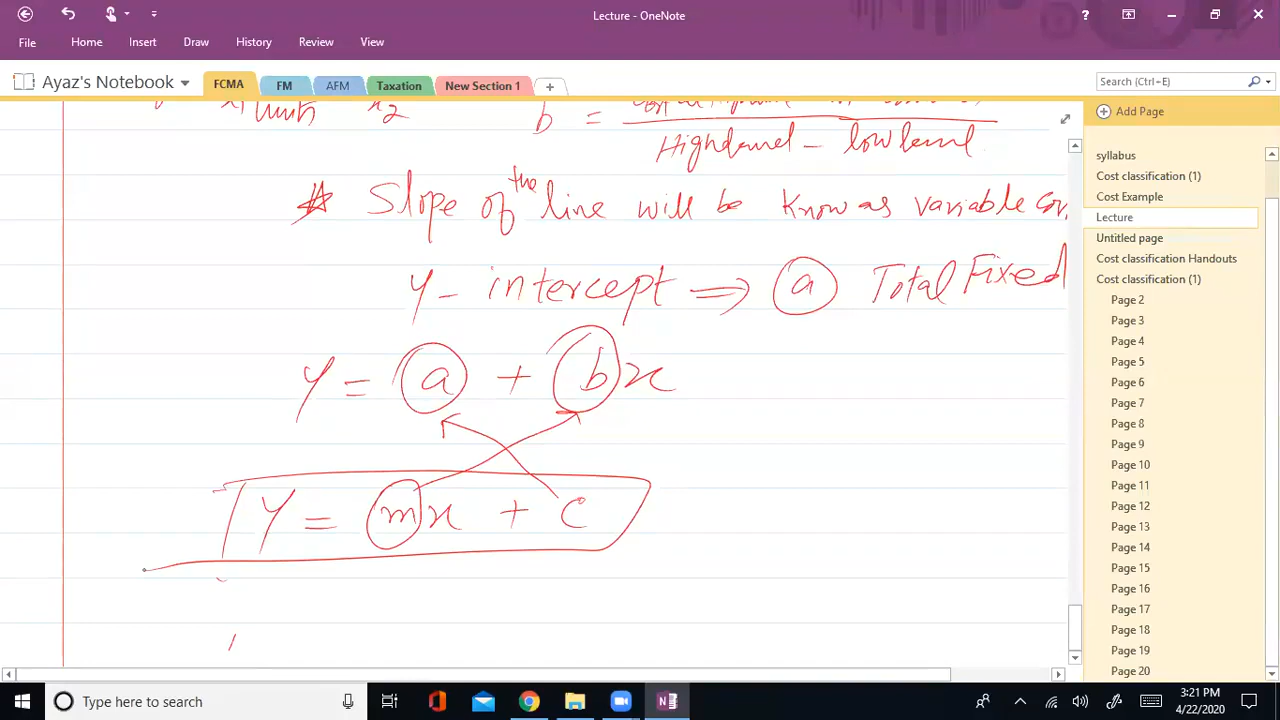 Lecture - OneNote
File Home Insert Draw History Review View
Ayaz's Notebook FCMA FM AFM Taxation New Section 1
Search (Ctrl+E)
Add Page
syllabus
Cost classification (1)
Cost Example
Lecture
Untitled page
Cost classification Handouts
Cost classification (1)
Page 2
Page 3
Page 4
Page 5
Page 6
Page 7
Page 8
Page 9
Page 10
Page 11
Page 12
Page 13
Page 14
Page 15
Page 16
Page 17
Page 18
Page 19
Page 20
x1 units x2
b =
High level - low level
Slope of the line will be know as variable
y- intercept ⇒ a Total Fixed
y = a + bx
y = mx + c
Type here to search
3:21 PM
4/22/2020